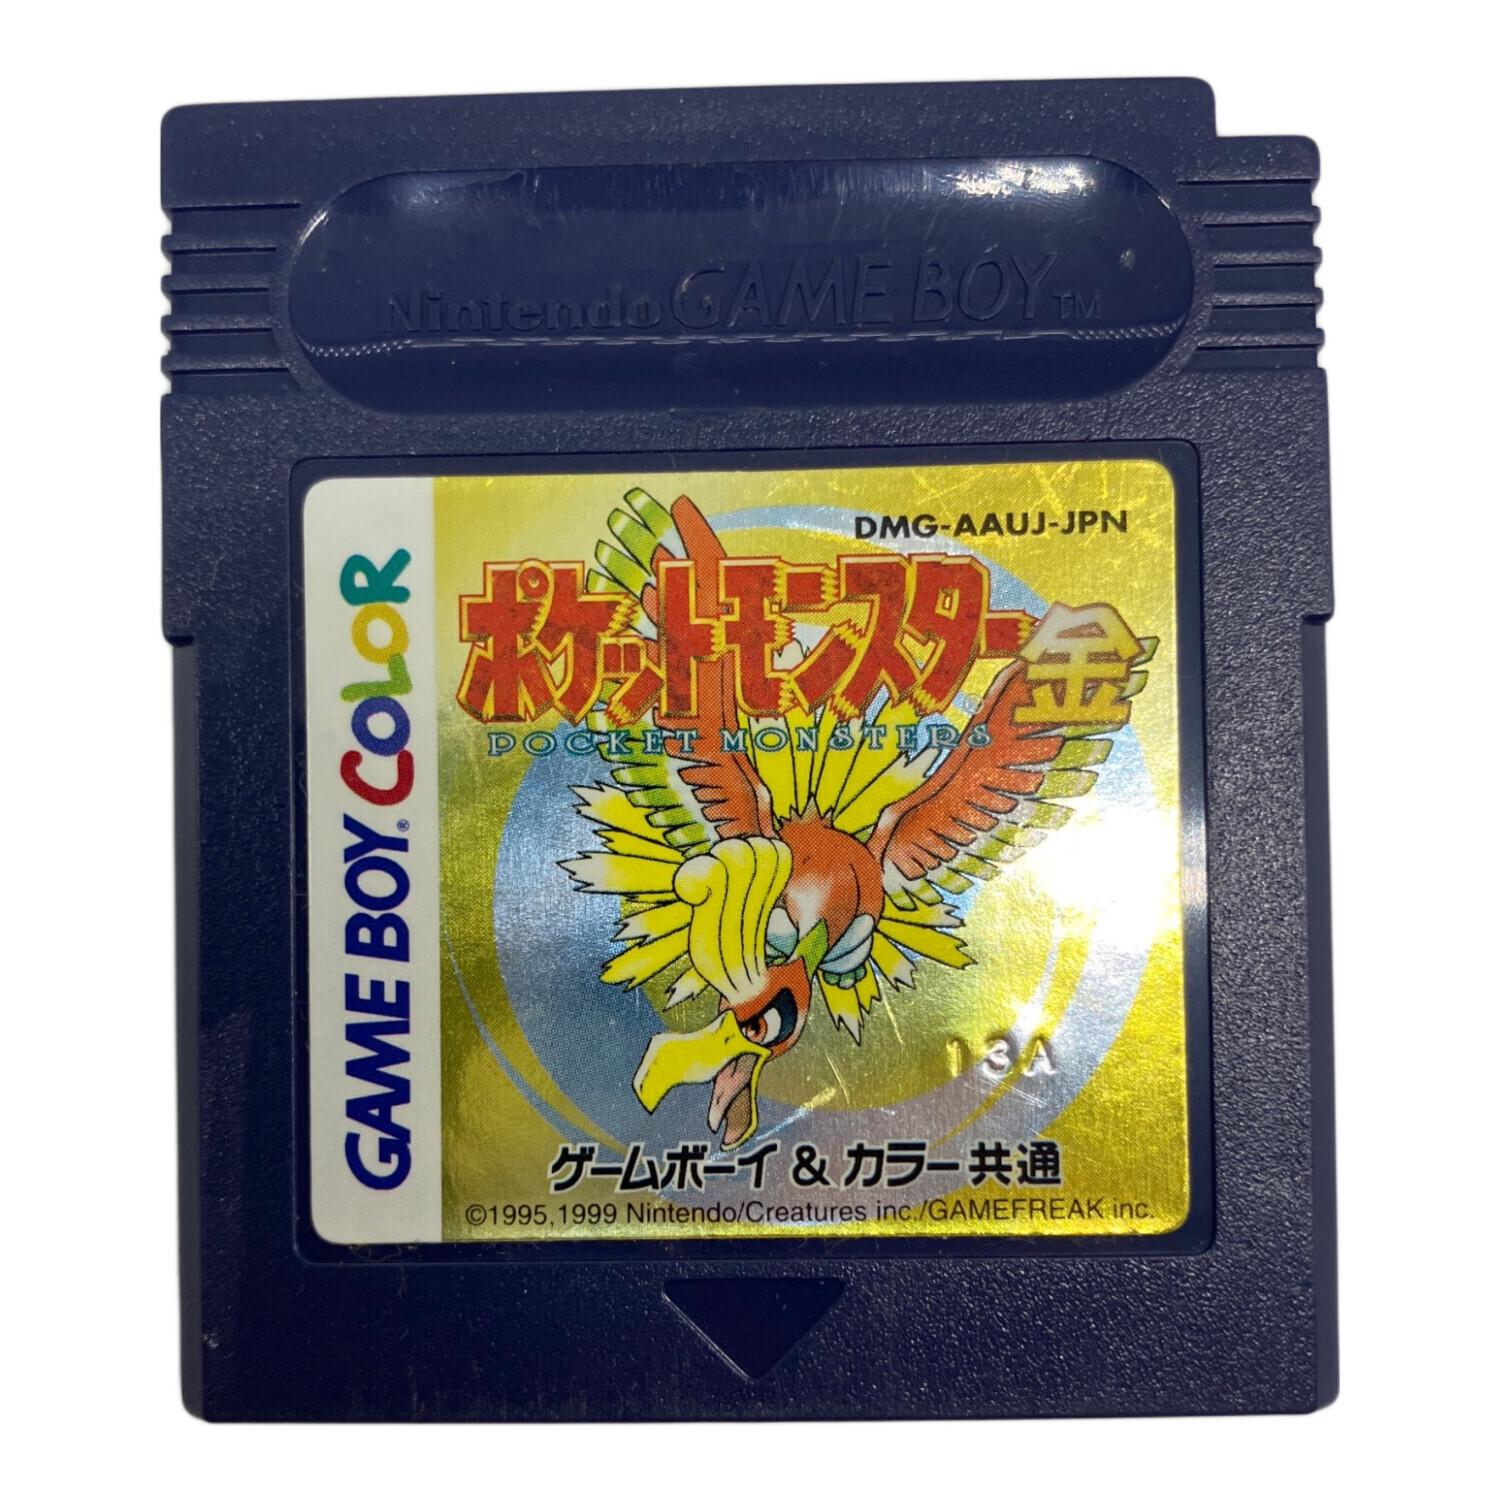 Nintendo GAME BOY TM
GAME BOY® COLOR
DMG-AAUJ-JPN
ポケットモンスター金
POCKET MONSTERS
13A
ゲームボーイ & カラー共通
©1995,1999 Nintendo/Creatures inc./GAMEFREAK inc.